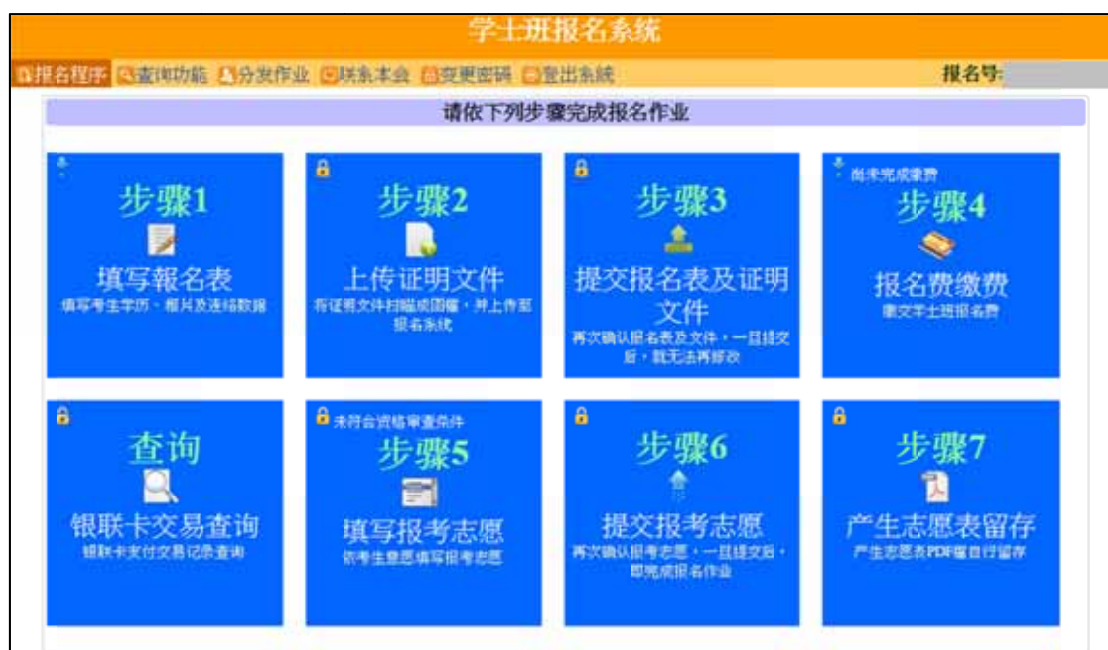 学士班报名系统
报名程序 查询功能 分发作业 联系本会 变更密码 登出系统 报名号:
请依下列步骤完成报名作业
步骤1
填写報名表
填写考生学历、相片及连络数据
步骤2
上传证明文件
将证明文件扫瞄成图檔,并上传至
报名系统
步骤3
提交报名表及证明
文件
再次确认报名表及文件,一旦提交
后,就无法再修改
尚未完成缴费
步骤4
报名费缴费
缴交学士班报名费
查询
银联卡交易查询
银联卡支付交易记录查询
未符合资格审查条件
步骤5
填写报考志愿
依考生意愿填写报考志愿
步骤6
提交报考志愿
再次确认报考志愿,一旦提交后,
即完成报名作业
步骤7
产生志愿表留存
产生志愿表PDF檔自行留存